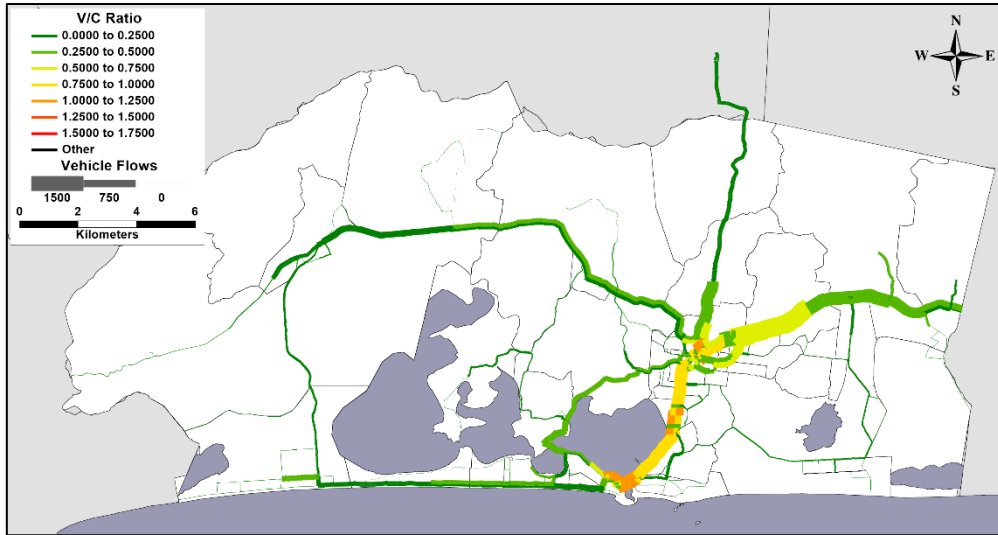 V/C Ratio
0.0000 to 0.2500
0.2500 to 0.5000
0.5000 to 0.7500
0.7500 to 1.0000
1.0000 to 1.2500
1.2500 to 1.5000
1.5000 to 1.7500
Other
Vehicle Flows
1500 750 0
0 2 4 6
Kilometers
N
W E
S